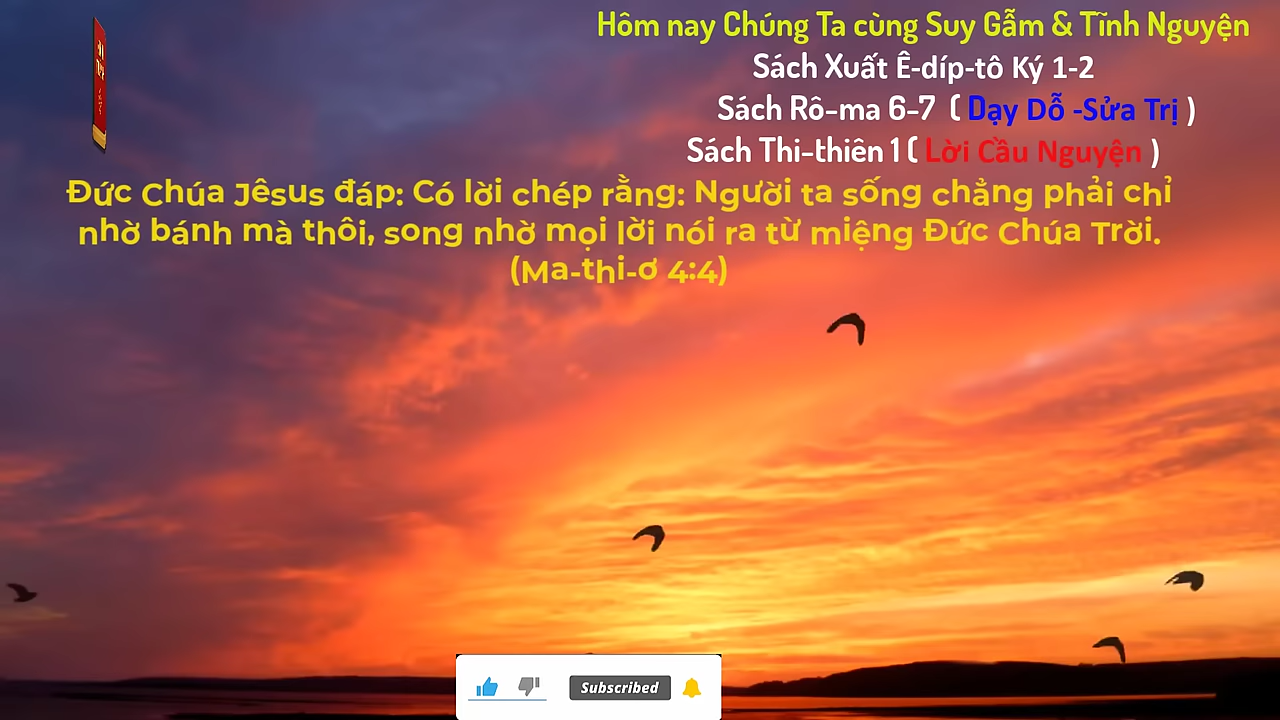 Hôm nay Chúng Ta cùng Suy Gẫm & Tĩnh Nguyện
Sách Xuất Ê-díp-tô Ký 1-2
Sách Rô-ma 6-7 ( Dạy Dỗ -Sửa Trị )
Sách Thi-thiên 1 ( Lời Cầu Nguyện )
Đức Chúa Jêsus đáp: Có lời chép rằng: Người ta sống chẳng phải chỉ
nhờ bánh mà thôi, song nhờ mọi lời nói ra từ miệng Đức Chúa Trời.
(Ma-thi-ơ 4:4)
Subscribed